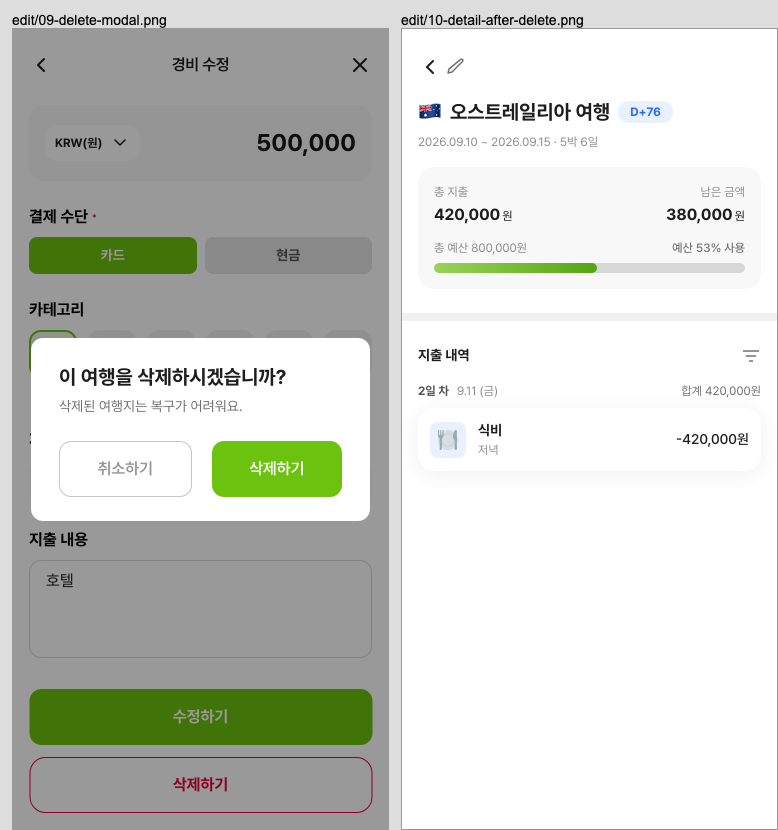 edit/09-delete-modal.png
경비 수정
KRW(원)
500,000
결제 수단 •
카드
현금
카테고리
이 여행을 삭제하시겠습니까?
삭제된 여행지는 복구가 어려워요.
취소하기
삭제하기
지출 내용
호텔
수정하기
삭제하기
edit/10-detail-after-delete.png
오스트레일리아 여행
D+76
2026.09.10 ~ 2026.09.15 · 5박 6일
총 지출
남은 금액
420,000 원
380,000 원
총 예산 800,000원
예산 53% 사용
지출 내역
2일 차
9.11 (금)
합계 420,000원
식비
저녁
-420,000원